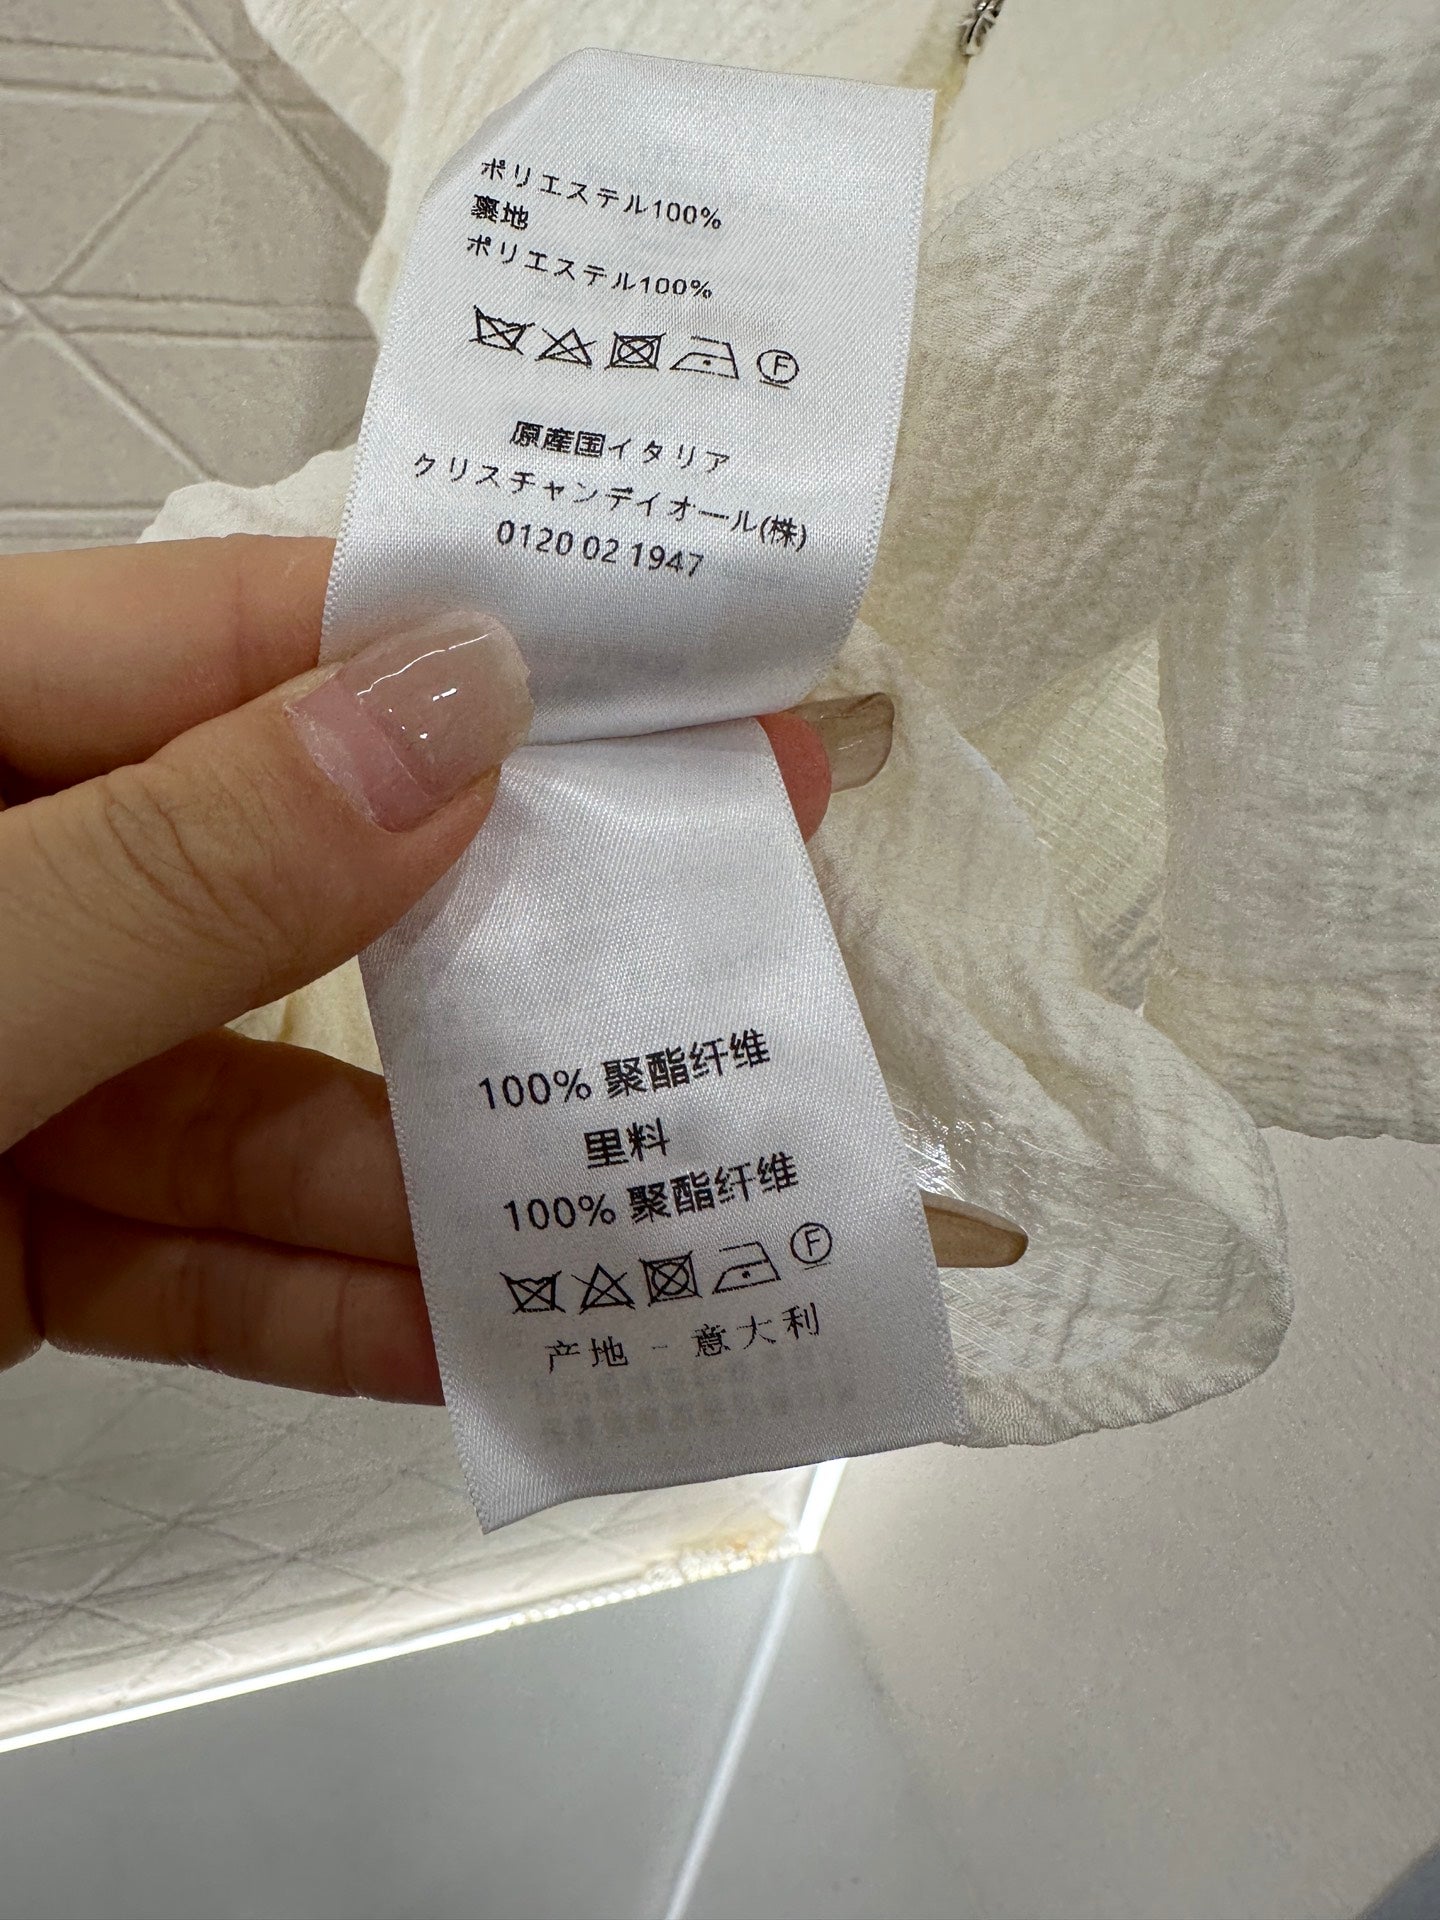 ポリエステル100%
裏地
ポリエステル100%
F
原産国イタリア
クリスチャンディオール(株)
0120 02 1947
100% 聚酯纤维
里料
100% 聚酯纤维
F
产地 - 意大利